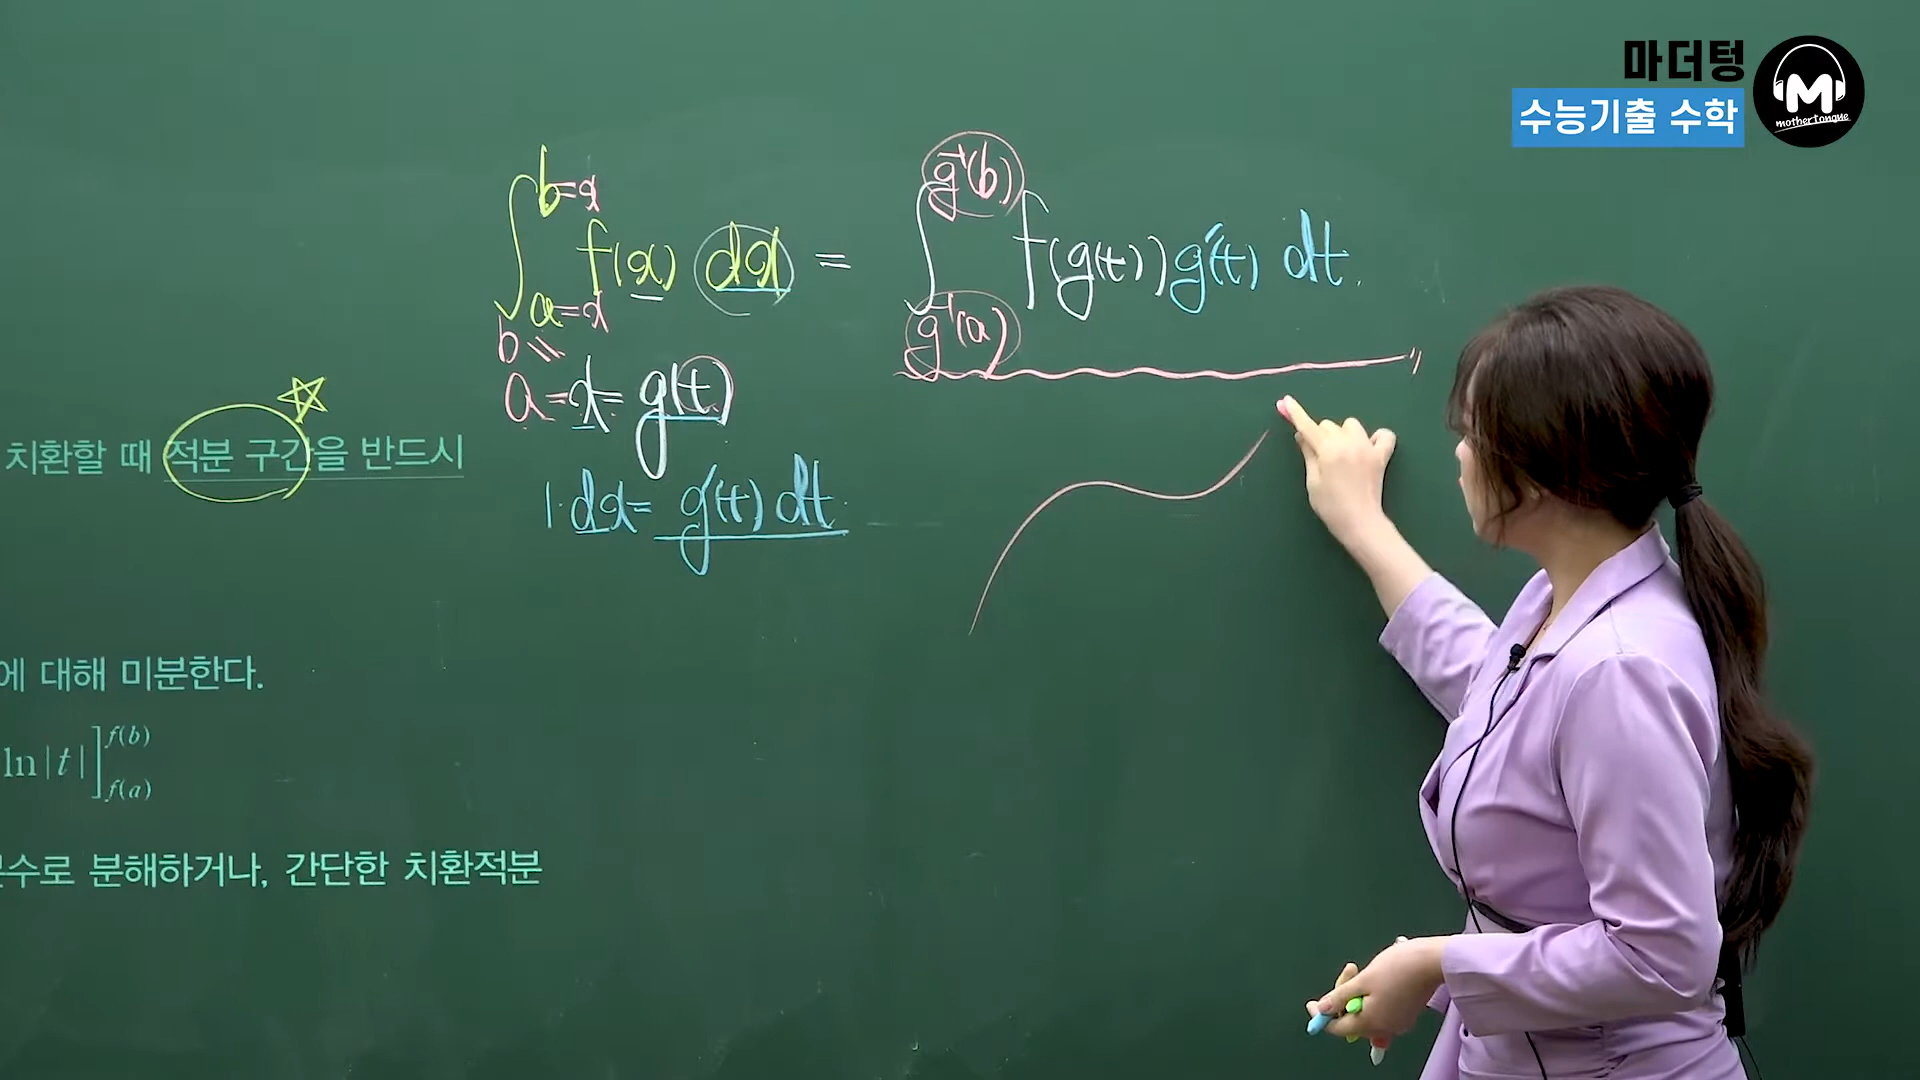 마더텅
수능기출 수학
M
mothertongue
∫_{a=x}^{b=x} f(x) dx = ∫_{g⁻¹(a)}^{g⁻¹(b)} f(g(t)) g'(t) dt.
b
a = x = g(t)
1·dx = g'(t) dt
치환할 때 적분 구간을 반드시
에 대해 미분한다.
ln|t|]_{f(a)}^{f(b)}
수로 분해하거나, 간단한 치환적분